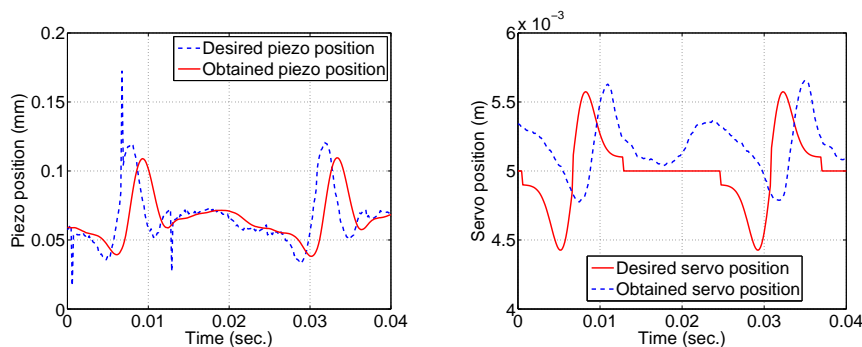 0.2
0.15
0.1
0.05
0
0
0.01
0.02
0.03
0.04
Piezo position (mm)
Time (sec.)
Desired piezo position
Obtained piezo position
6 x 10^-3
5.5
5
4.5
4
0
0.01
0.02
0.03
0.04
Servo position (m)
Time (sec.)
Desired servo position
Obtained servo position